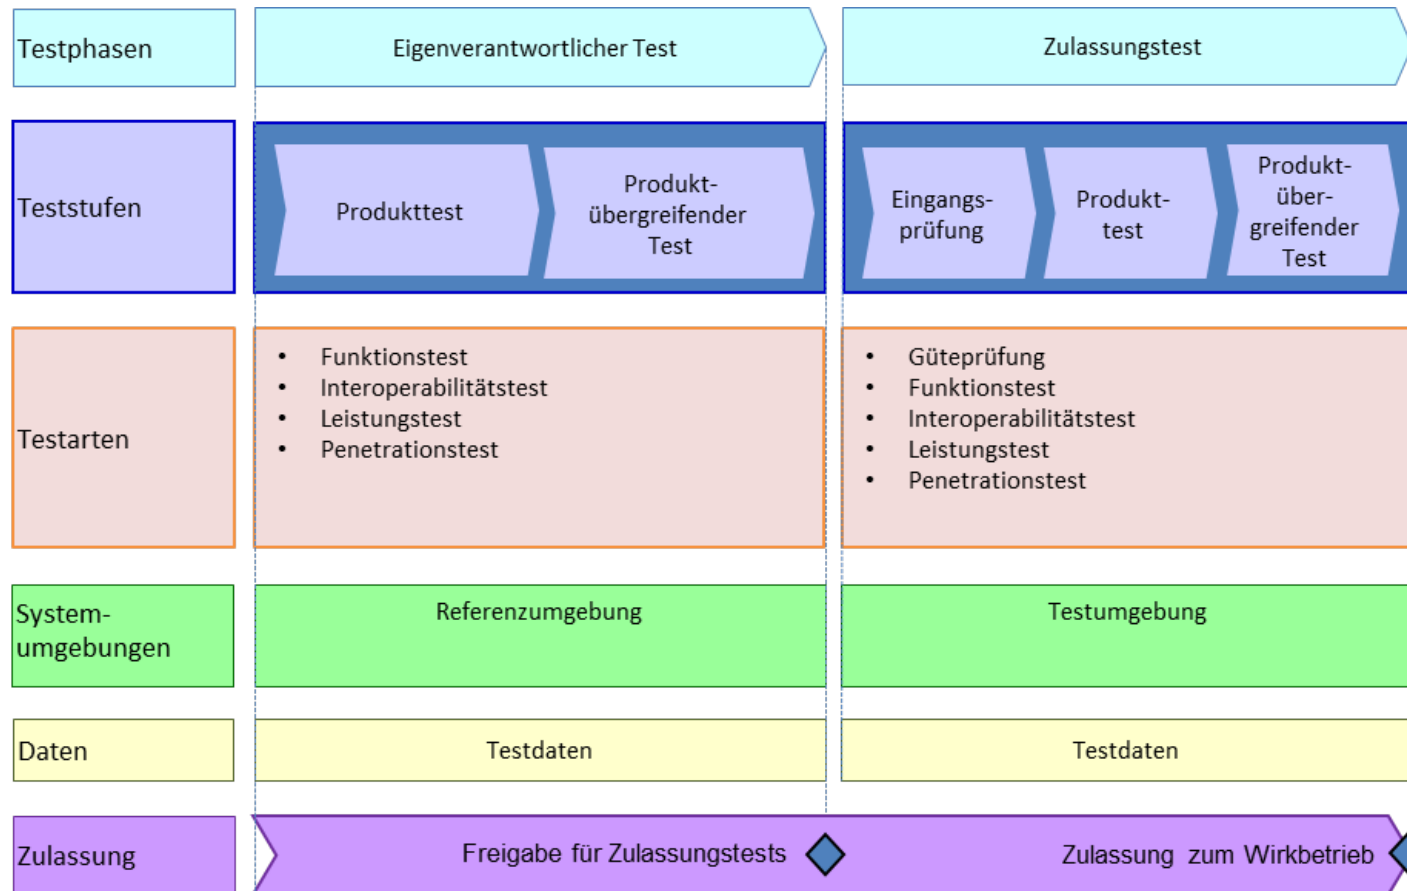 Testphasen
Eigenverantwortlicher Test
Zulassungstest
Teststufen
Produkttest
Produkt-
übergreifender
Test
Eingangs-
prüfung
Produkt-
test
Produkt-
über-
greifender
Test
Testarten
• Funktionstest
• Interoperabilitätstest
• Leistungstest
• Penetrationstest
• Güteprüfung
• Funktionstest
• Interoperabilitätstest
• Leistungstest
• Penetrationstest
System-
umgebungen
Referenzumgebung
Testumgebung
Daten
Testdaten
Testdaten
Zulassung
Freigabe für Zulassungstests
Zulassung zum Wirkbetrieb